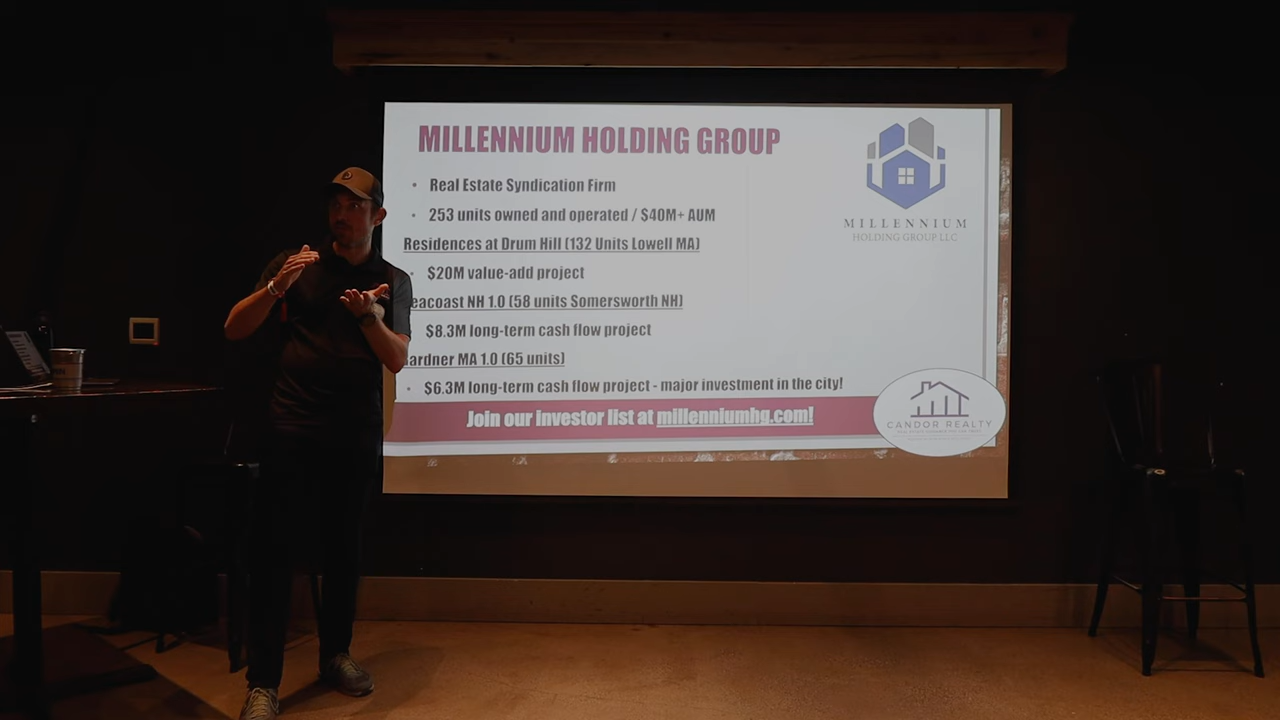 MILLENNIUM HOLDING GROUP
• Real Estate Syndication Firm
• 253 units owned and operated / $40M+ AUM
Residences at Drum Hill (132 Units Lowell MA)
• $20M value-add project
eacoast NH 1.0 (58 units Somersworth NH)
$8.3M long-term cash flow project
ardner MA 1.0 (65 units)
• $6.3M long-term cash flow project - major investment in the city!
Join our investor list at millenniumhg.com!
MILLENNIUM
HOLDING GROUP LLC
CANDOR REALTY